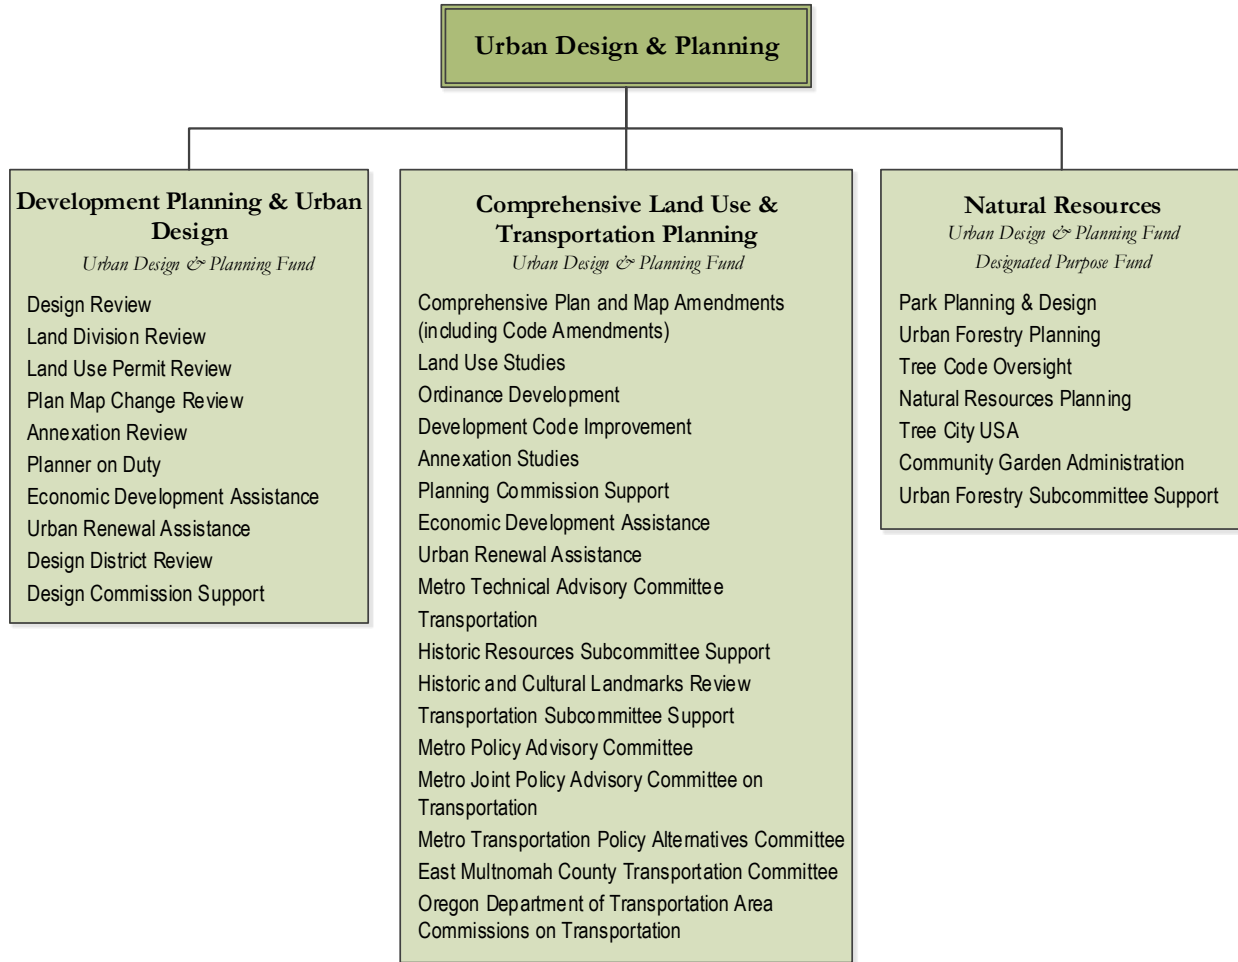 Urban Design & Planning
Development Planning & Urban
Design
Urban Design & Planning Fund
Design Review
Land Division Review
Land Use Permit Review
Plan Map Change Review
Annexation Review
Planner on Duty
Economic Development Assistance
Urban Renewal Assistance
Design District Review
Design Commission Support
Comprehensive Land Use &
Transportation Planning
Urban Design & Planning Fund
Comprehensive Plan and Map Amendments
(including Code Amendments)
Land Use Studies
Ordinance Development
Development Code Improvement
Annexation Studies
Planning Commission Support
Economic Development Assistance
Urban Renewal Assistance
Metro Technical Advisory Committee
Transportation
Historic Resources Subcommittee Support
Historic and Cultural Landmarks Review
Transportation Subcommittee Support
Metro Policy Advisory Committee
Metro Joint Policy Advisory Committee on
Transportation
Metro Transportation Policy Alternatives Committee
East Multnomah County Transportation Committee
Oregon Department of Transportation Area
Commissions on Transportation
Natural Resources
Urban Design & Planning Fund
Designated Purpose Fund
Park Planning & Design
Urban Forestry Planning
Tree Code Oversight
Natural Resources Planning
Tree City USA
Community Garden Administration
Urban Forestry Subcommittee Support